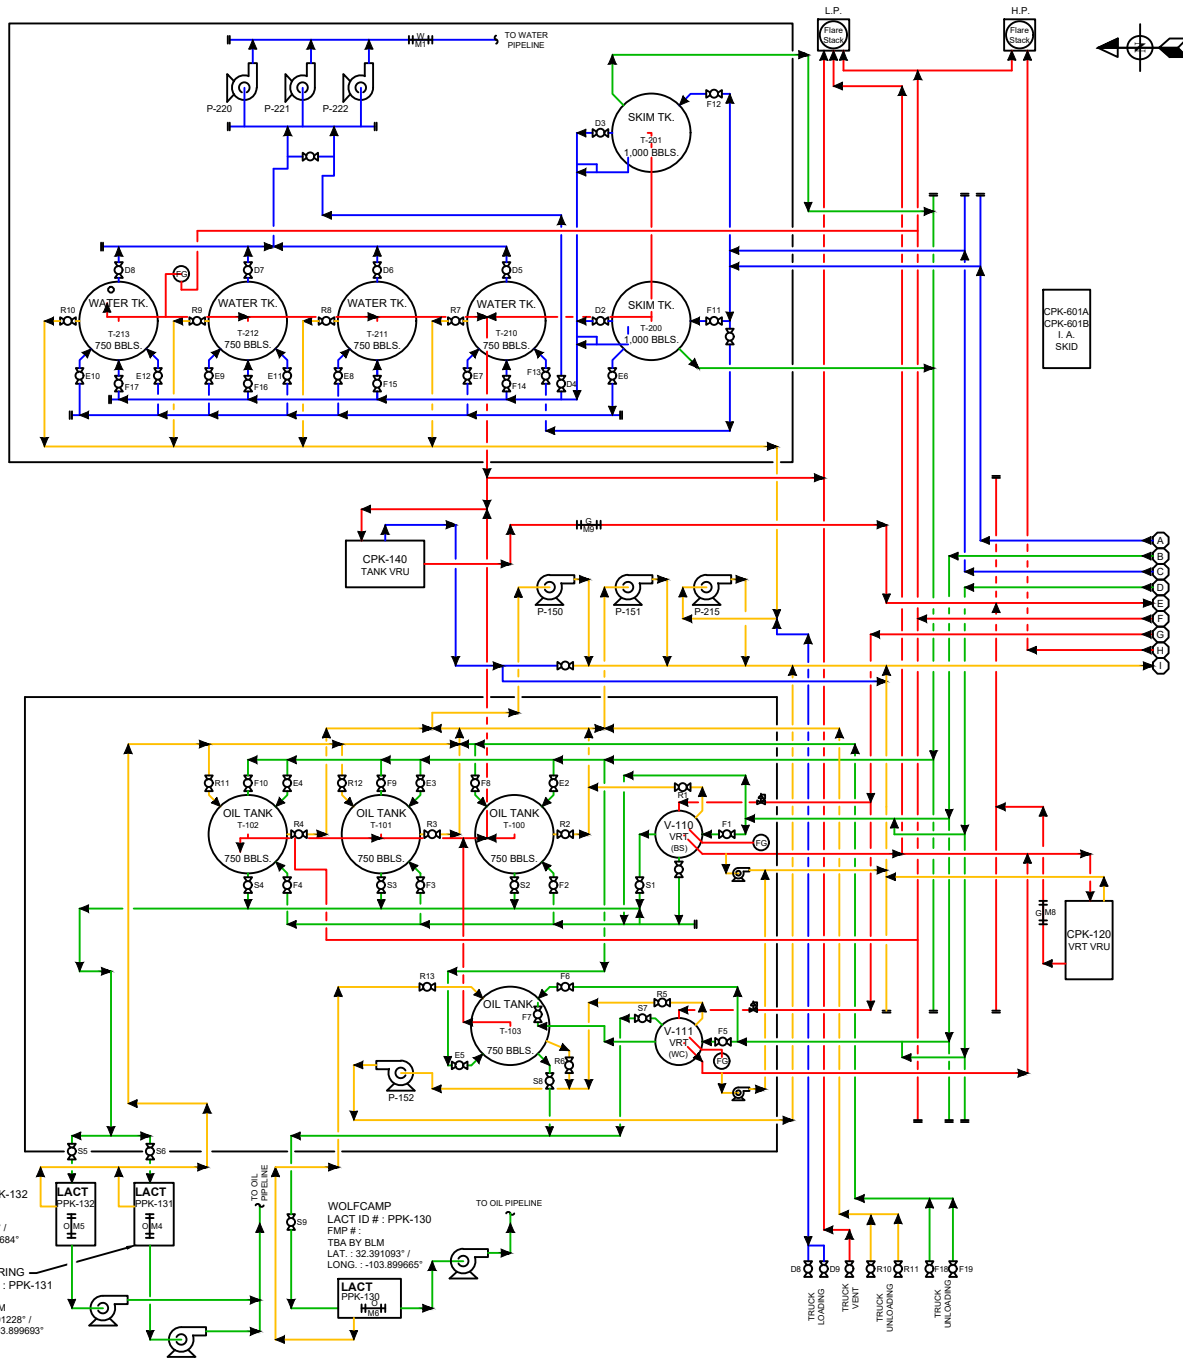 L.P.
H.P.
Flare
Stack
Flare
Stack
W
M1
TO WATER
PIPELINE
P-220
P-221
P-222
F12
D3
SKIM TK.
T-201
1,000 BBLS.
D8
D7
D6
D5
FG
R10
WATER TK.
T-213
750 BBLS.
R9
WATER TK.
T-212
750 BBLS.
R8
WATER TK.
T-211
750 BBLS.
R7
WATER TK.
T-210
750 BBLS.
D2
SKIM TK.
T-200
1,000 BBLS.
F11
CPK-601A
CPK-601B
I. A.
SKID
E10
F17
E12
E9
F16
E11
E8
F15
E7
F14
F13
D4
E6
G
M9
CPK-140
TANK VRU
A
B
C
D
E
F
G
H
I
P-150
P-151
P-215
R11
F10
E4
R12
F9
E3
F8
E2
R1
OIL TANK
T-102
750 BBLS.
R4
OIL TANK
T-101
750 BBLS.
R3
OIL TANK
T-100
750 BBLS.
R2
V-110
VRT
(BS)
F1
FG
S4
F4
S3
F3
S2
F2
S1
G
M8
CPK-120
VRT VRU
R13
F6
OIL TANK
F7
T-103
750 BBLS.
E5
R6
S8
R5
S7
V-111
VRT
(WC)
F5
FG
P-152
S5
S6
K-132
LACT
PPK-132
O
M5
LACT
PPK-131
O
M4
' /
684°
RING
: PPK-131
M
01228° /
3.899693°
TO OIL
PIPELINE
S9
WOLFCAMP
LACT ID # : PPK-130
FMP # :
TBA BY BLM
LAT. : 32.391093° /
LONG. : -103.899665°
TO OIL PIPELINE
LACT
PPK-130
O
M6
D8
D9
R10
R11
F18
F19
TRUCK
LOADING
TRUCK
VENT
TRUCK
UNLOADING
TRUCK
UNLOADING